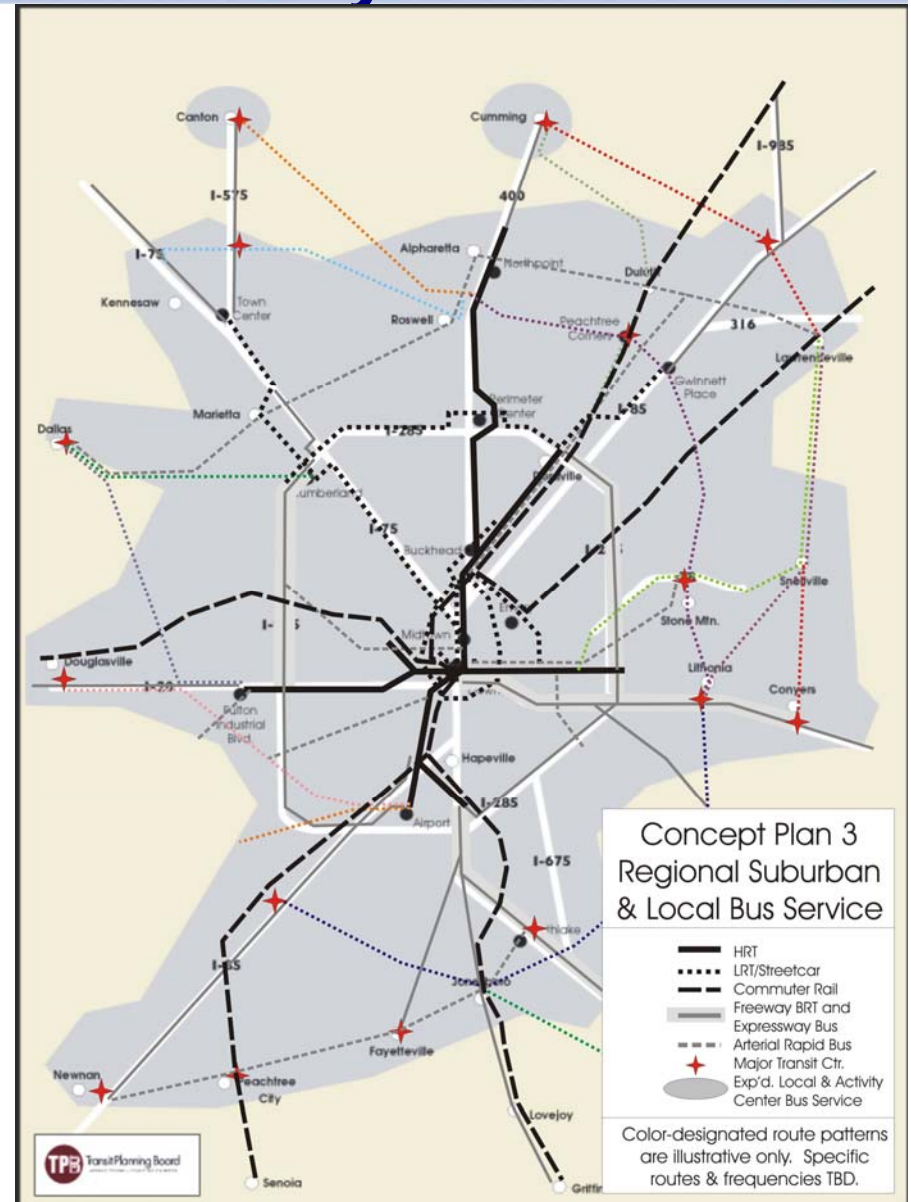 Canton
Cumming
I-985
I-575
400
Alpharetta
I-75
Northpoint
Duluth
Kennesaw
Town
Center
Roswell
Peachtree
Corners
316
Lawrenceville
Gwinnett
Place
Perimeter
Center
Marietta
I-85
Dallas
I-285
Doraville
Cumberland
I-75
Buckhead
Snellville
Stone Mtn.
Midtown
Lithonia
Douglasville
Conyers
I-20
Fulton
Industrial
Blvd.
Hapeville
Airport
I-285
I-675
Concept Plan 3
Regional Suburban
& Local Bus Service
HRT
LRT/Streetcar
Commuter Rail
Freeway BRT and
Expressway Bus
Arterial Rapid Bus
Major Transit Ctr.
Exp'd. Local & Activity
Center Bus Service
Color-designated route patterns
are illustrative only. Specific
routes & frequencies TBD.
I-85
Fayetteville
Newnan
Peachtree
City
Lovejoy
TPB Transit Planning Board
Senoia
Griffin